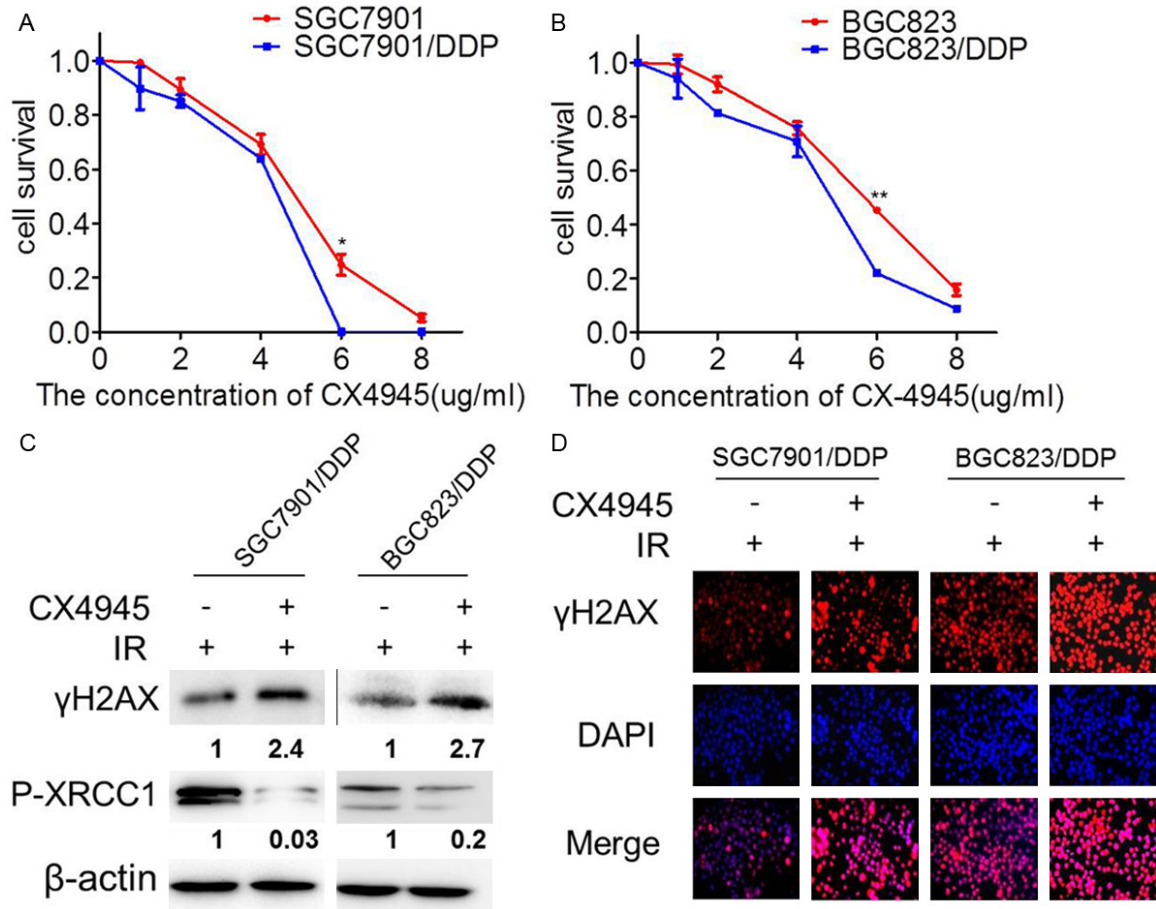 A
SGC7901
SGC7901/DDP
cell survival
1.0
0.8
0.6
0.4
0.2
0.0
*
0 2 4 6 8
The concentration of CX4945(ug/ml)
B
BGC823
BGC823/DDP
cell survival
1.0
0.8
0.6
0.4
0.2
0.0
**
0 2 4 6 8
The concentration of CX-4945(ug/ml)
C
SGC7901/DDP BGC823/DDP
CX4945 - + - +
IR + + + +
γH2AX
1 2.4 1 2.7
P-XRCC1
1 0.03 1 0.2
β-actin
D
SGC7901/DDP BGC823/DDP
CX4945 - + - +
IR + + + +
γH2AX
DAPI
Merge